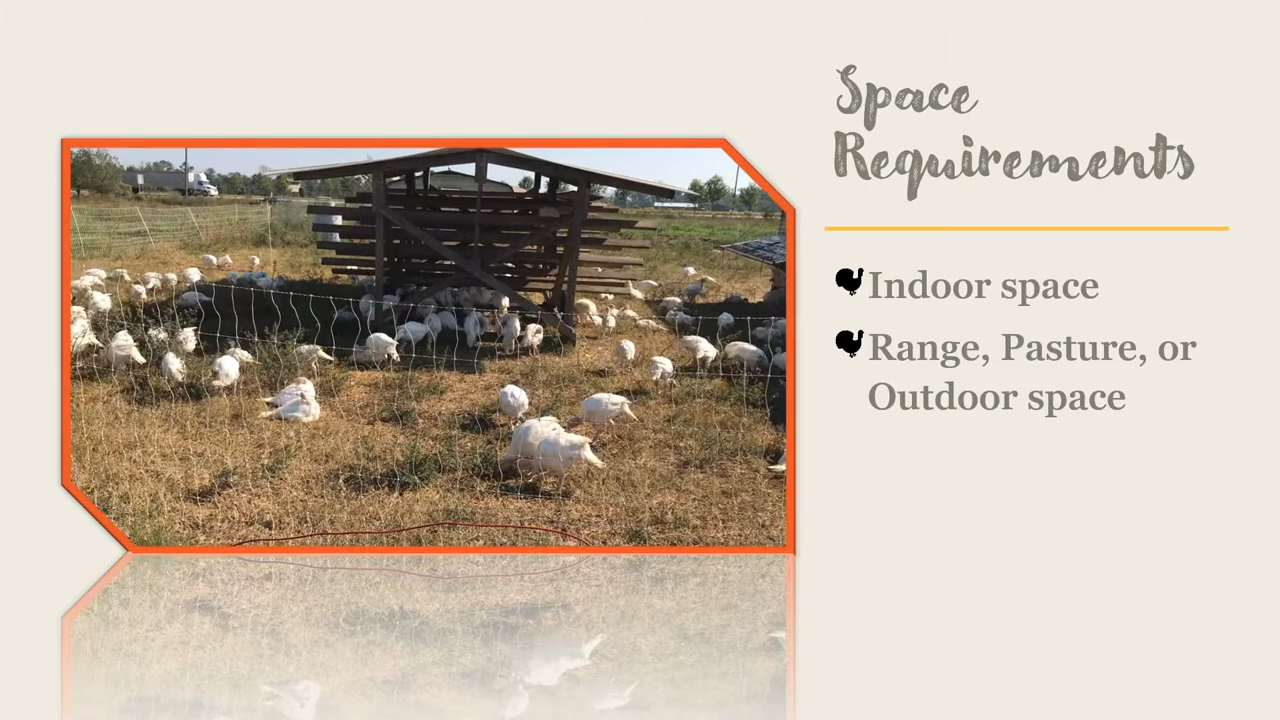 Space
Requirements
Indoor space
Range, Pasture, or
Outdoor space